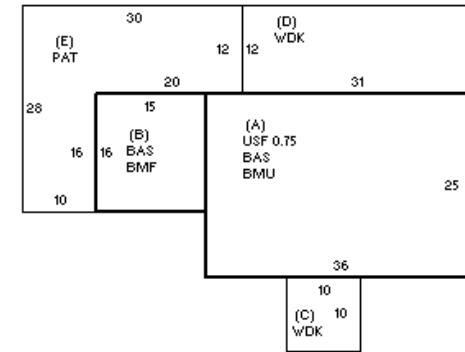 30
(D)
WDK
(E)
PAT
12
12
20
31
28
15
(B)
BAS
BMF
16
16
(A)
USF 0.75
BAS
BMU
25
10
36
10
(C)
WDK
10